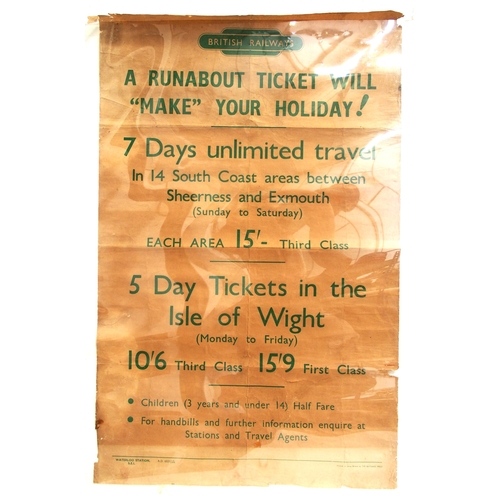 BRITISH RAILWAYS
A RUNABOUT TICKET WILL
"MAKE" YOUR HOLIDAY!
7 Days unlimited travel
In 14 South Coast areas between
Sheerness and Exmouth
(Sunday to Saturday)
EACH AREA 15'- Third Class
5 Day Tickets in the
Isle of Wight
(Monday to Friday)
10'6 Third Class 15'9 First Class
• Children (3 years and under 14) Half Fare
• For handbills and further information enquire at
Stations and Travel Agents
WATERLOO STATION,
S.E.1.